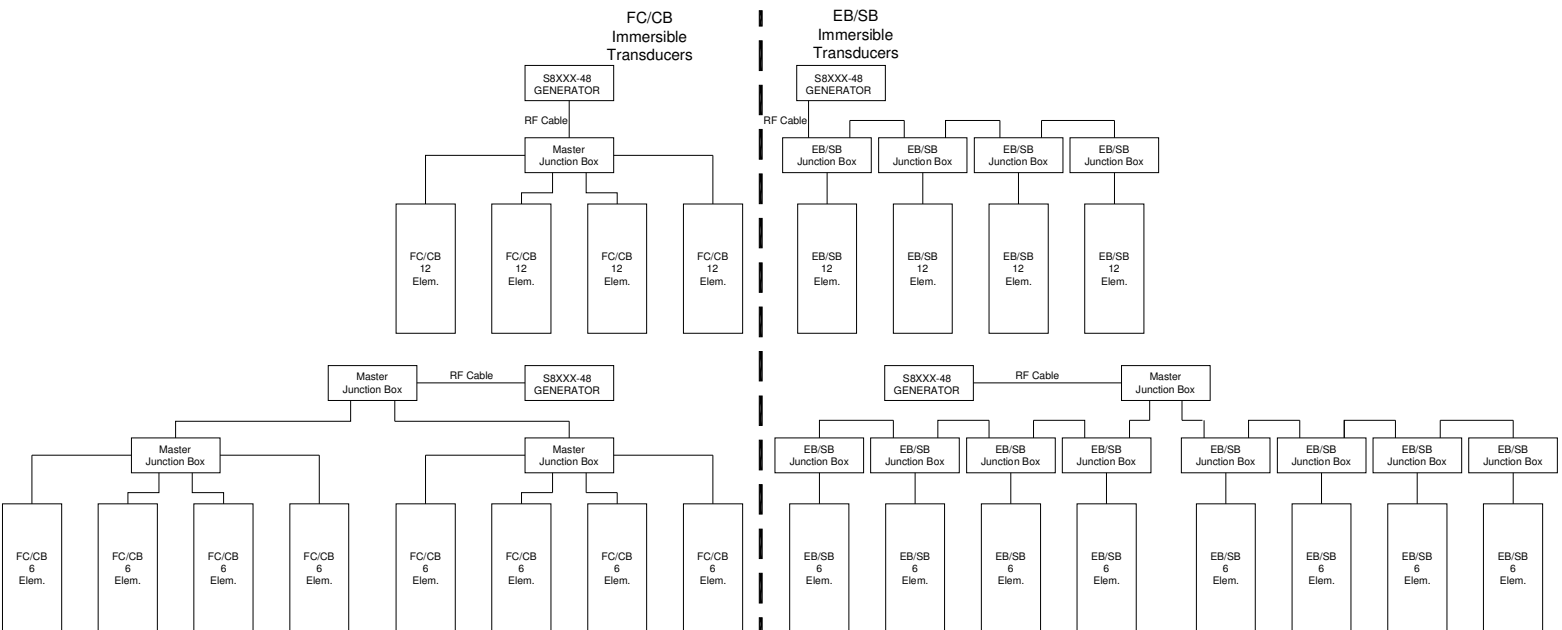 FC/CB
Immersible
Transducers
S8XXX-48
GENERATOR
RF Cable
Master
Junction Box
FC/CB
12
Elem.
FC/CB
12
Elem.
FC/CB
12
Elem.
FC/CB
12
Elem.
EB/SB
Immersible
Transducers
S8XXX-48
GENERATOR
RF Cable
EB/SB
Junction Box
EB/SB
Junction Box
EB/SB
Junction Box
EB/SB
Junction Box
EB/SB
12
Elem.
EB/SB
12
Elem.
EB/SB
12
Elem.
EB/SB
12
Elem.
Master
Junction Box
RF Cable
S8XXX-48
GENERATOR
Master
Junction Box
Master
Junction Box
FC/CB
6
Elem.
FC/CB
6
Elem.
FC/CB
6
Elem.
FC/CB
6
Elem.
FC/CB
6
Elem.
FC/CB
6
Elem.
FC/CB
6
Elem.
FC/CB
6
Elem.
S8XXX-48
GENERATOR
RF Cable
Master
Junction Box
EB/SB
Junction Box
EB/SB
Junction Box
EB/SB
Junction Box
EB/SB
Junction Box
EB/SB
Junction Box
EB/SB
Junction Box
EB/SB
Junction Box
EB/SB
Junction Box
EB/SB
6
Elem.
EB/SB
6
Elem.
EB/SB
6
Elem.
EB/SB
6
Elem.
EB/SB
6
Elem.
EB/SB
6
Elem.
EB/SB
6
Elem.
EB/SB
6
Elem.